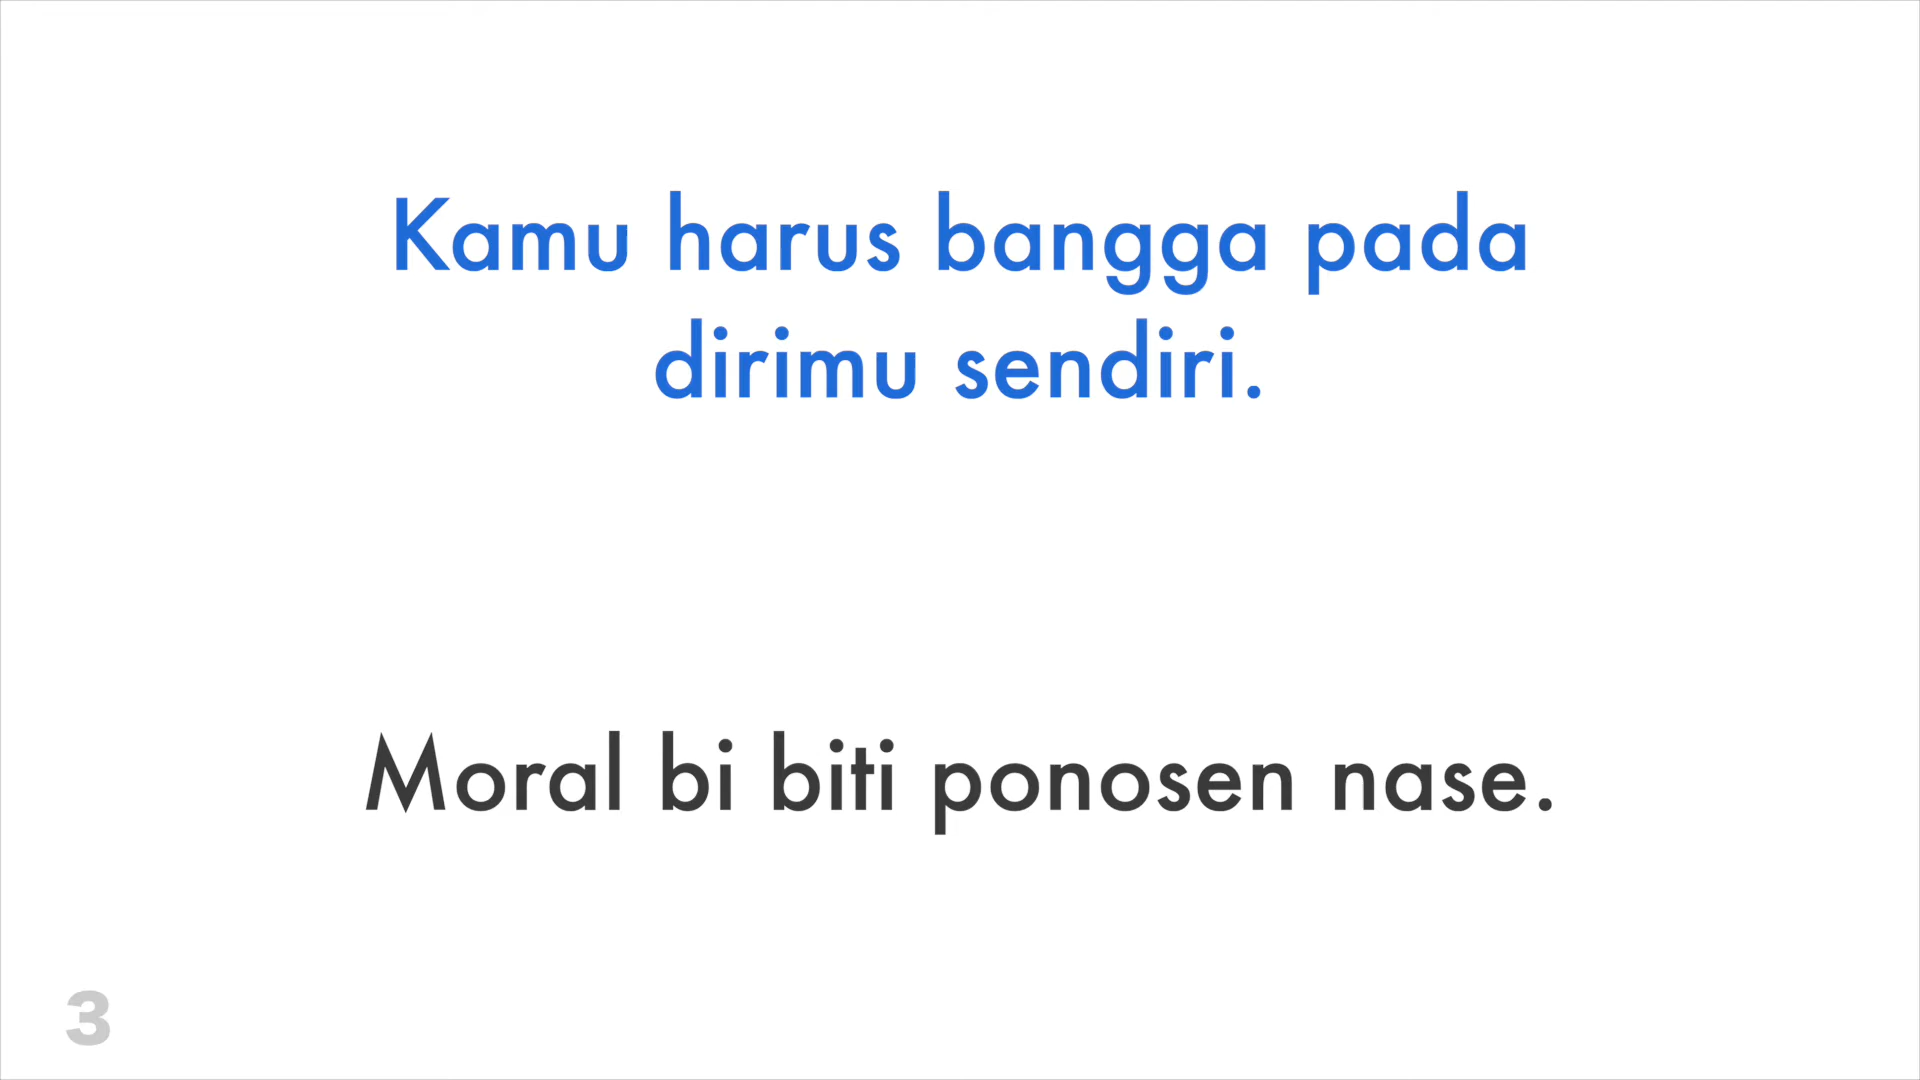 Kamu harus bangga pada
dirimu sendiri.
Moral bi biti ponosen nase.
3